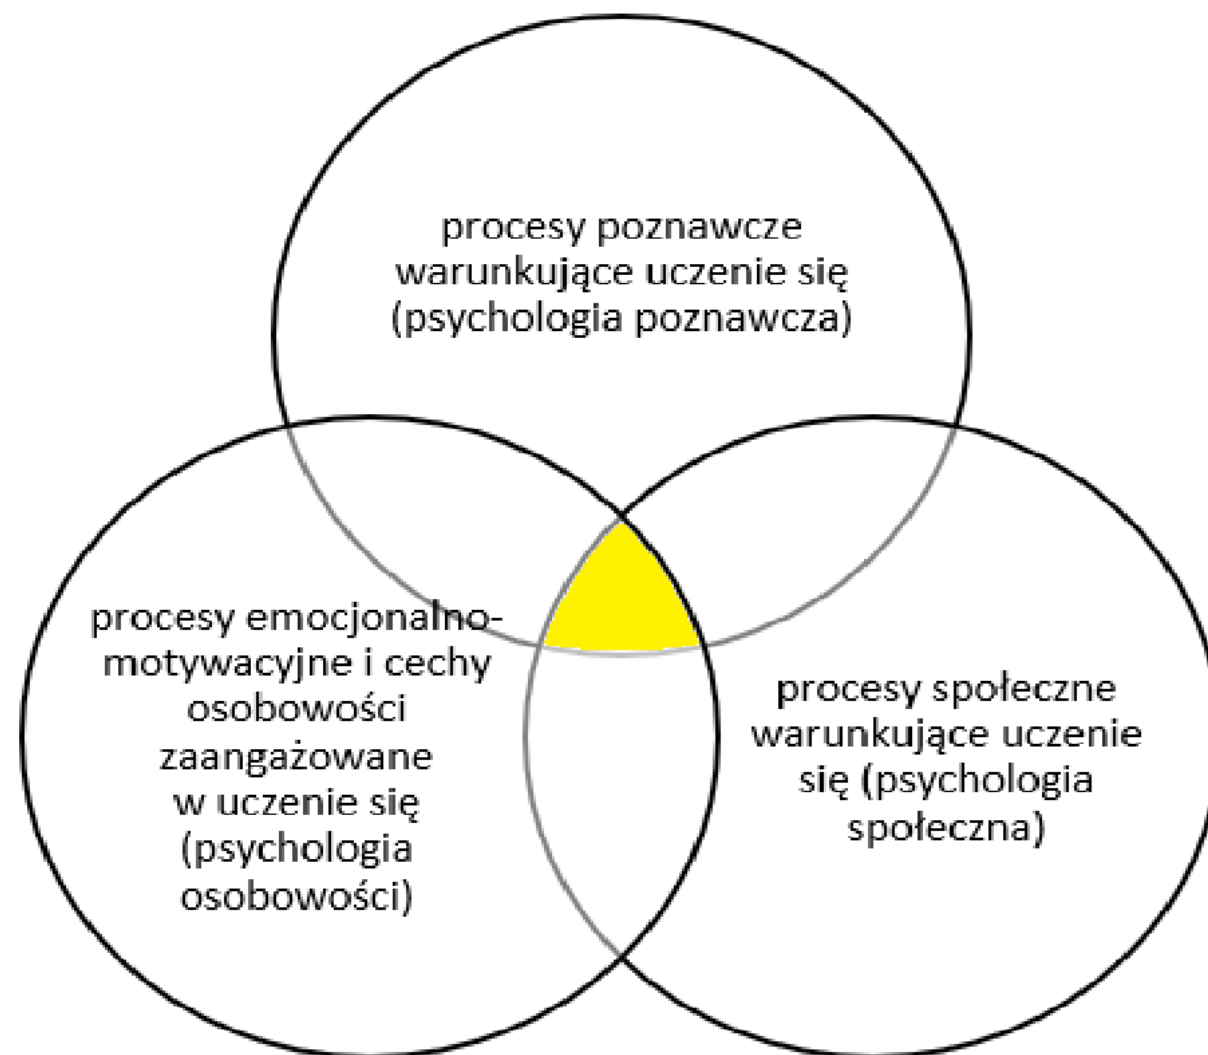 procesy poznawcze
warunkujące uczenie się
(psychologia poznawcza)
procesy emocjonalno-
motywacyjne i cechy
osobowości
zaangażowane
w uczenie się
(psychologia
osobowości)
procesy społeczne
warunkujące uczenie
się (psychologia
społeczna)